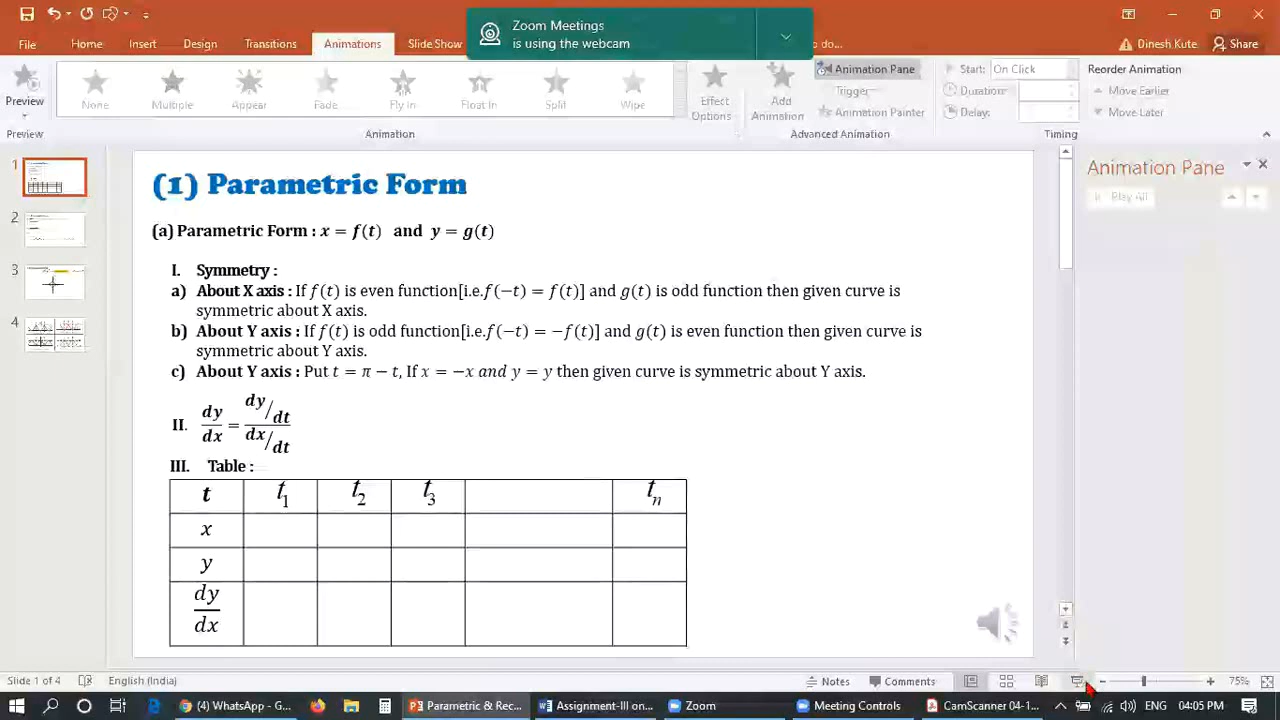 Zoom Meetings
is using the webcam
File Home Insert Design Transitions Animations Slide Show do... Dinesh Kute Share
Preview None Multiple Appear Fade Fly In Float In Split Wipe Effect Options Add Animation
Animation Pane
Trigger
Animation Painter
Start: On Click
Duration:
Delay:
Reorder Animation
Move Earlier
Move Later
Preview Animation Advanced Animation Timing
1
2
3
4
(1) Parametric Form
(a) Parametric Form : x = f(t) and y = g(t)
I. Symmetry :
a) About X axis : If f(t) is even function[i.e.f(−t) = f(t)] and g(t) is odd function then given curve is
symmetric about X axis.
b) About Y axis : If f(t) is odd function[i.e.f(−t) = −f(t)] and g(t) is even function then given curve is
symmetric about Y axis.
c) About Y axis : Put t = π − t, If x = −x and y = y then given curve is symmetric about Y axis.
II. dy/dx = (dy/dt)/(dx/dt)
III. Table :
t t₁ t₂ t₃ tₙ
x
y
dy/dx
Animation Pane
Play All
Slide 1 of 4 English (India) Notes Comments 75%
(4) WhatsApp - G... Parametric & Rec... Assignment-III on... Zoom Meeting Controls CamScanner 04-1... ENG 04:05 PM